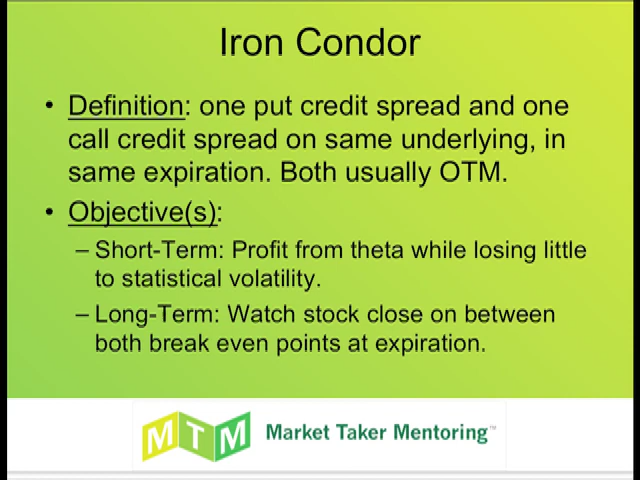 Iron Condor
• Definition: one put credit spread and one
call credit spread on same underlying, in
same expiration. Both usually OTM.
• Objective(s):
– Short-Term: Profit from theta while losing little
to statistical volatility.
– Long-Term: Watch stock close on between
both break even points at expiration.
MTM Market Taker Mentoring™